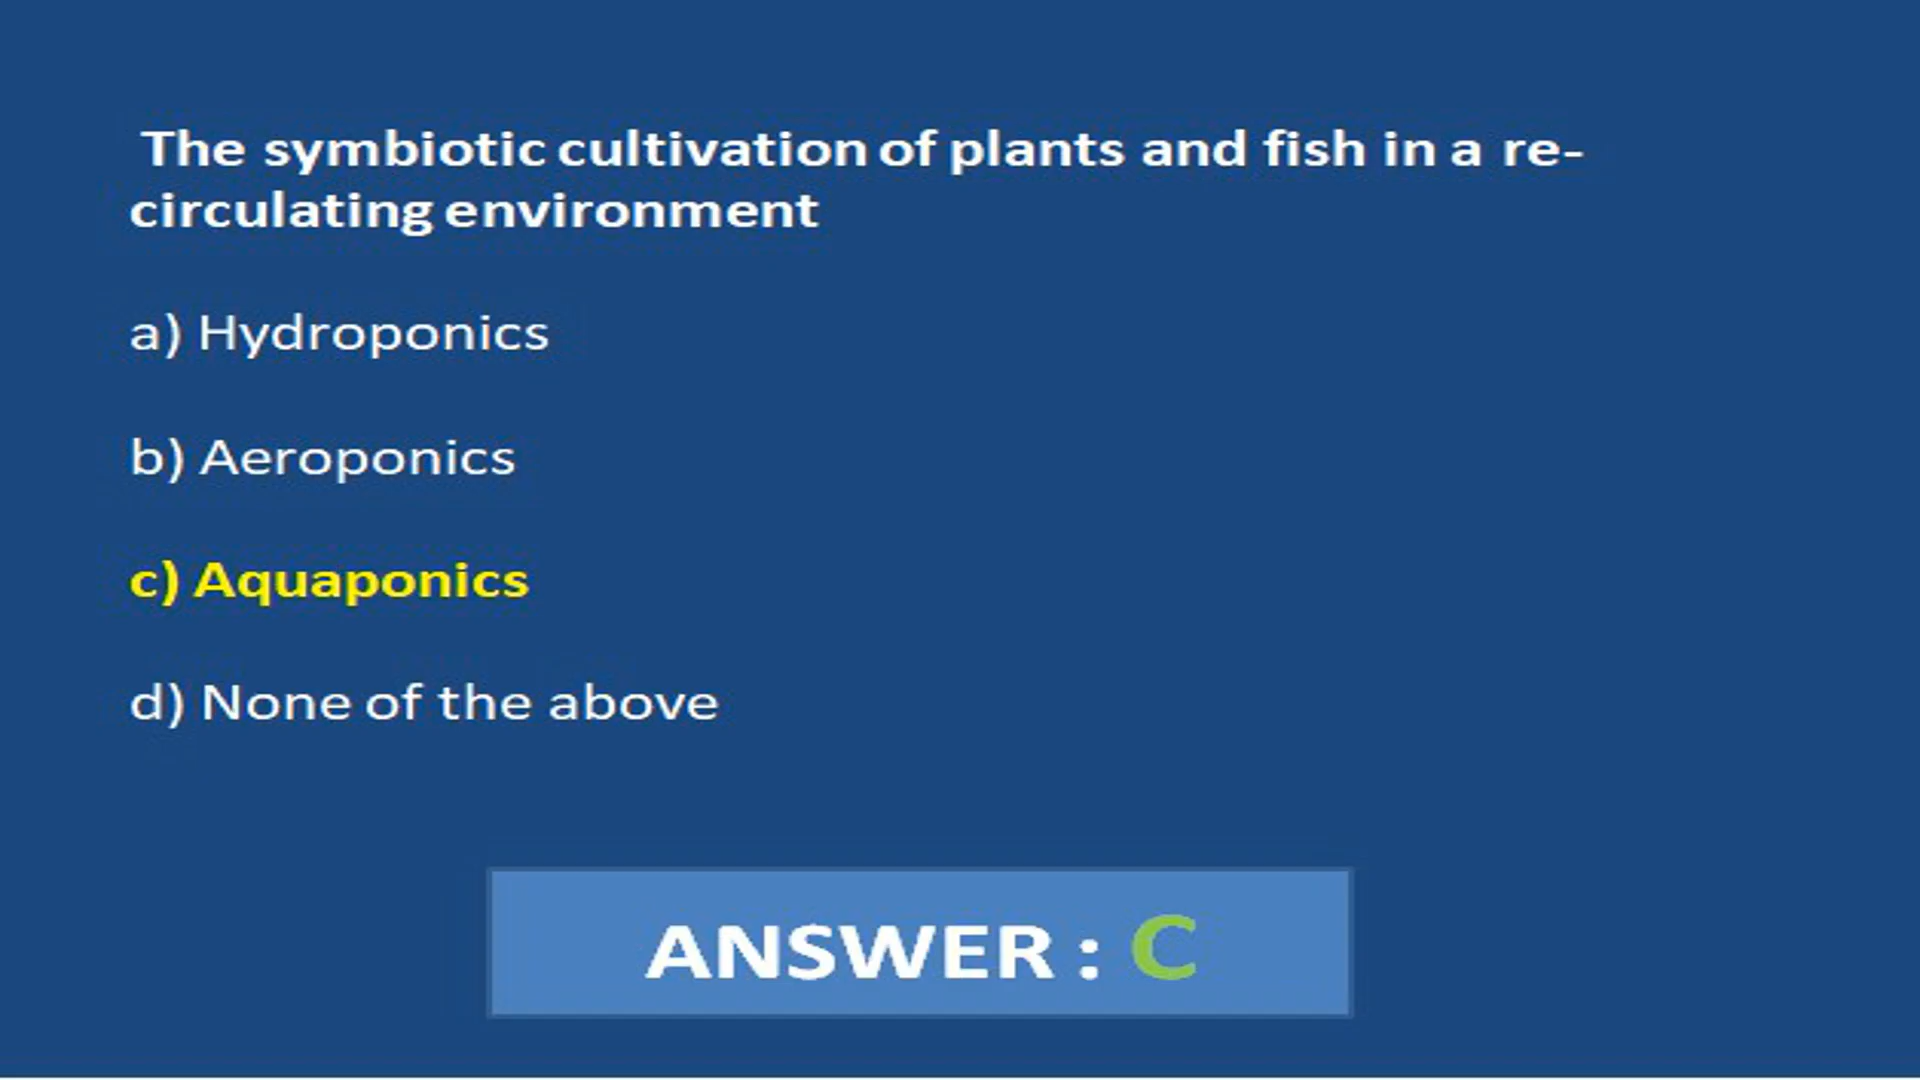 The symbiotic cultivation of plants and fish in a re-
circulating environment
a) Hydroponics
b) Aeroponics
c) Aquaponics
d) None of the above
ANSWER : C